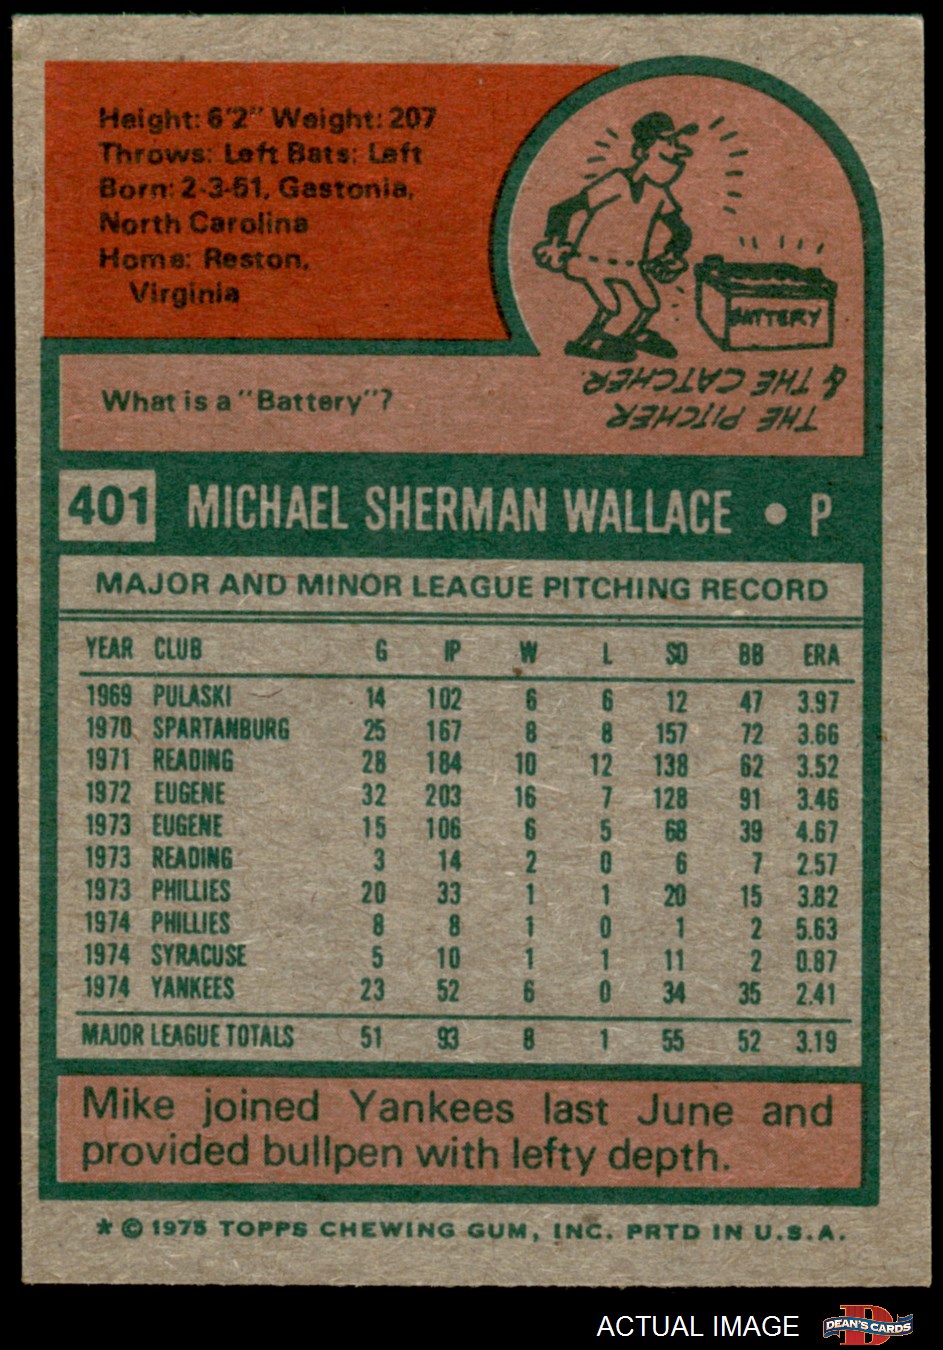 Height: 6'2" Weight: 207
Throws: Left Bats: Left
Born: 2-3-51, Gastonia,
North Carolina
Home: Reston,
Virginia
BATTERY
What is a "Battery"?
THE PITCHER
& THE CATCHER.
401 MICHAEL SHERMAN WALLACE • P
MAJOR AND MINOR LEAGUE PITCHING RECORD
YEAR CLUB G IP W L SO BB ERA
1969 PULASKI 14 102 6 6 12 47 3.97
1970 SPARTANBURG 25 167 8 8 157 72 3.66
1971 READING 28 184 10 12 138 62 3.52
1972 EUGENE 32 203 16 7 128 91 3.46
1973 EUGENE 15 106 6 5 68 39 4.67
1973 READING 3 14 2 0 6 7 2.57
1973 PHILLIES 20 33 1 1 20 15 3.82
1974 PHILLIES 8 8 1 0 1 2 5.63
1974 SYRACUSE 5 10 1 1 11 2 0.87
1974 YANKEES 23 52 6 0 34 35 2.41
MAJOR LEAGUE TOTALS 51 93 8 1 55 52 3.19
Mike joined Yankees last June and
provided bullpen with lefty depth.
* © 1975 TOPPS CHEWING GUM, INC. PRTD IN U.S.A.
ACTUAL IMAGE DEAN'S CARDS